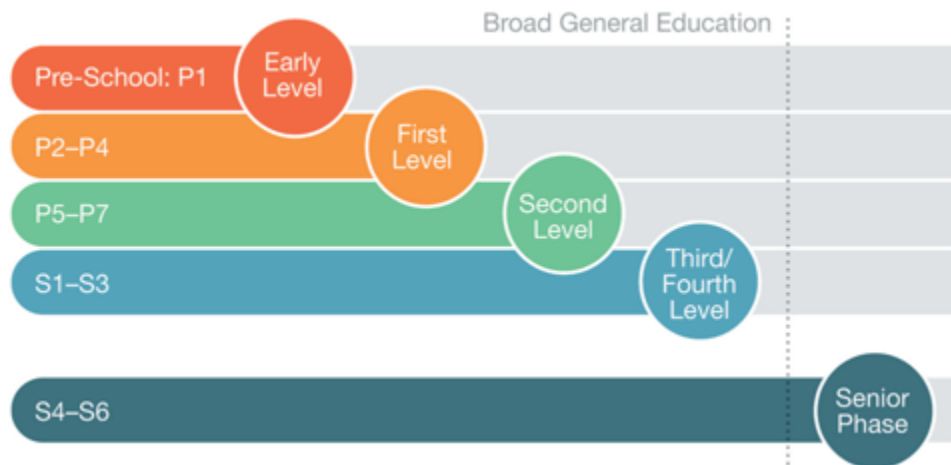 Broad General Education
Pre-School: P1
Early
Level
P2–P4
First
Level
P5–P7
Second
Level
S1–S3
Third/
Fourth
Level
S4–S6
Senior
Phase